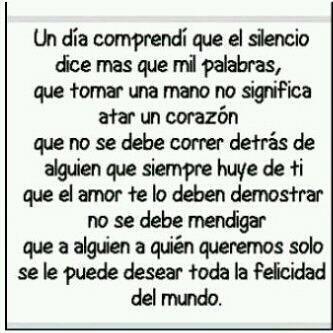 Un día comprendí que el silencio
dice mas que mil palabras,
que tomar una mano no significa
atar un corazón
que no se debe correr detrás de
alguien que siempre huye de ti
que el amor te lo deben demostrar
no se debe mendigar
que a alguien a quién queremos solo
se le puede desear toda la felicidad
del mundo.